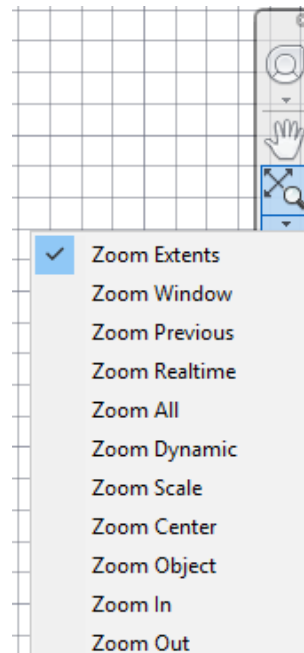 Zoom Extents
Zoom Window
Zoom Previous
Zoom Realtime
Zoom All
Zoom Dynamic
Zoom Scale
Zoom Center
Zoom Object
Zoom In
Zoom Out